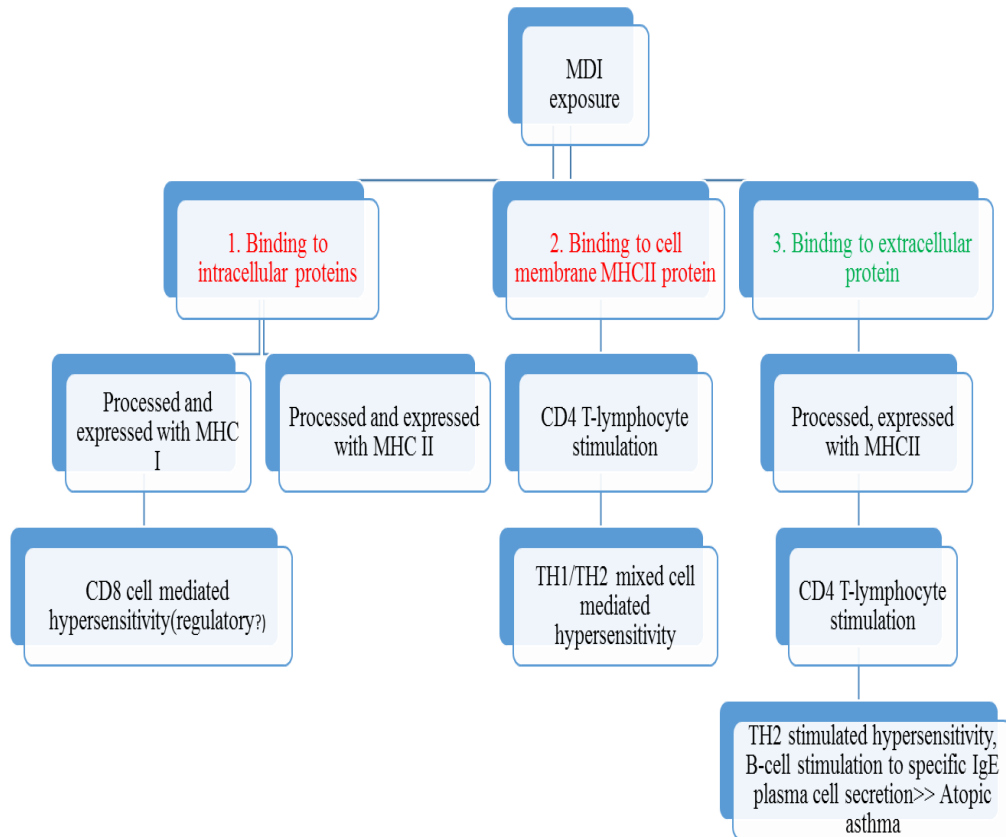 MDI
exposure
1. Binding to
intracellular proteins
2. Binding to cell
membrane MHCII protein
3. Binding to extracellular
protein
Processed and
expressed with MHC
I
Processed and expressed
with MHC II
CD4 T-lymphocyte
stimulation
Processed, expressed
with MHCII
CD8 cell mediated
hypersensitivity(regulatory?)
TH1/TH2 mixed cell
mediated
hypersensitivity
CD4 T-lymphocyte
stimulation
TH2 stimulated hypersensitivity,
B-cell stimulation to specific IgE
plasma cell secretion>> Atopic
asthma